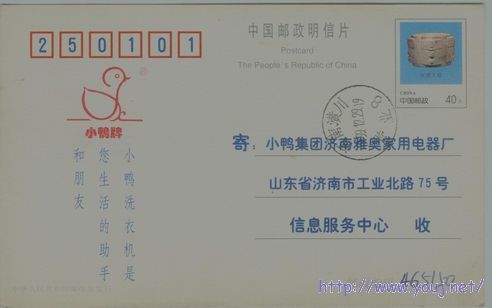 250101
中国邮政明信片
Postcard
The People's Republic of China
CHINA
中国邮政
40分
小鸭牌
®
小鸭洗衣机是
您生活的助手
和朋友
寄：小鸭集团济南雅奥家用电器厂
山东省济南市工业北路75号
信息服务中心 收
http://www.youj.net/